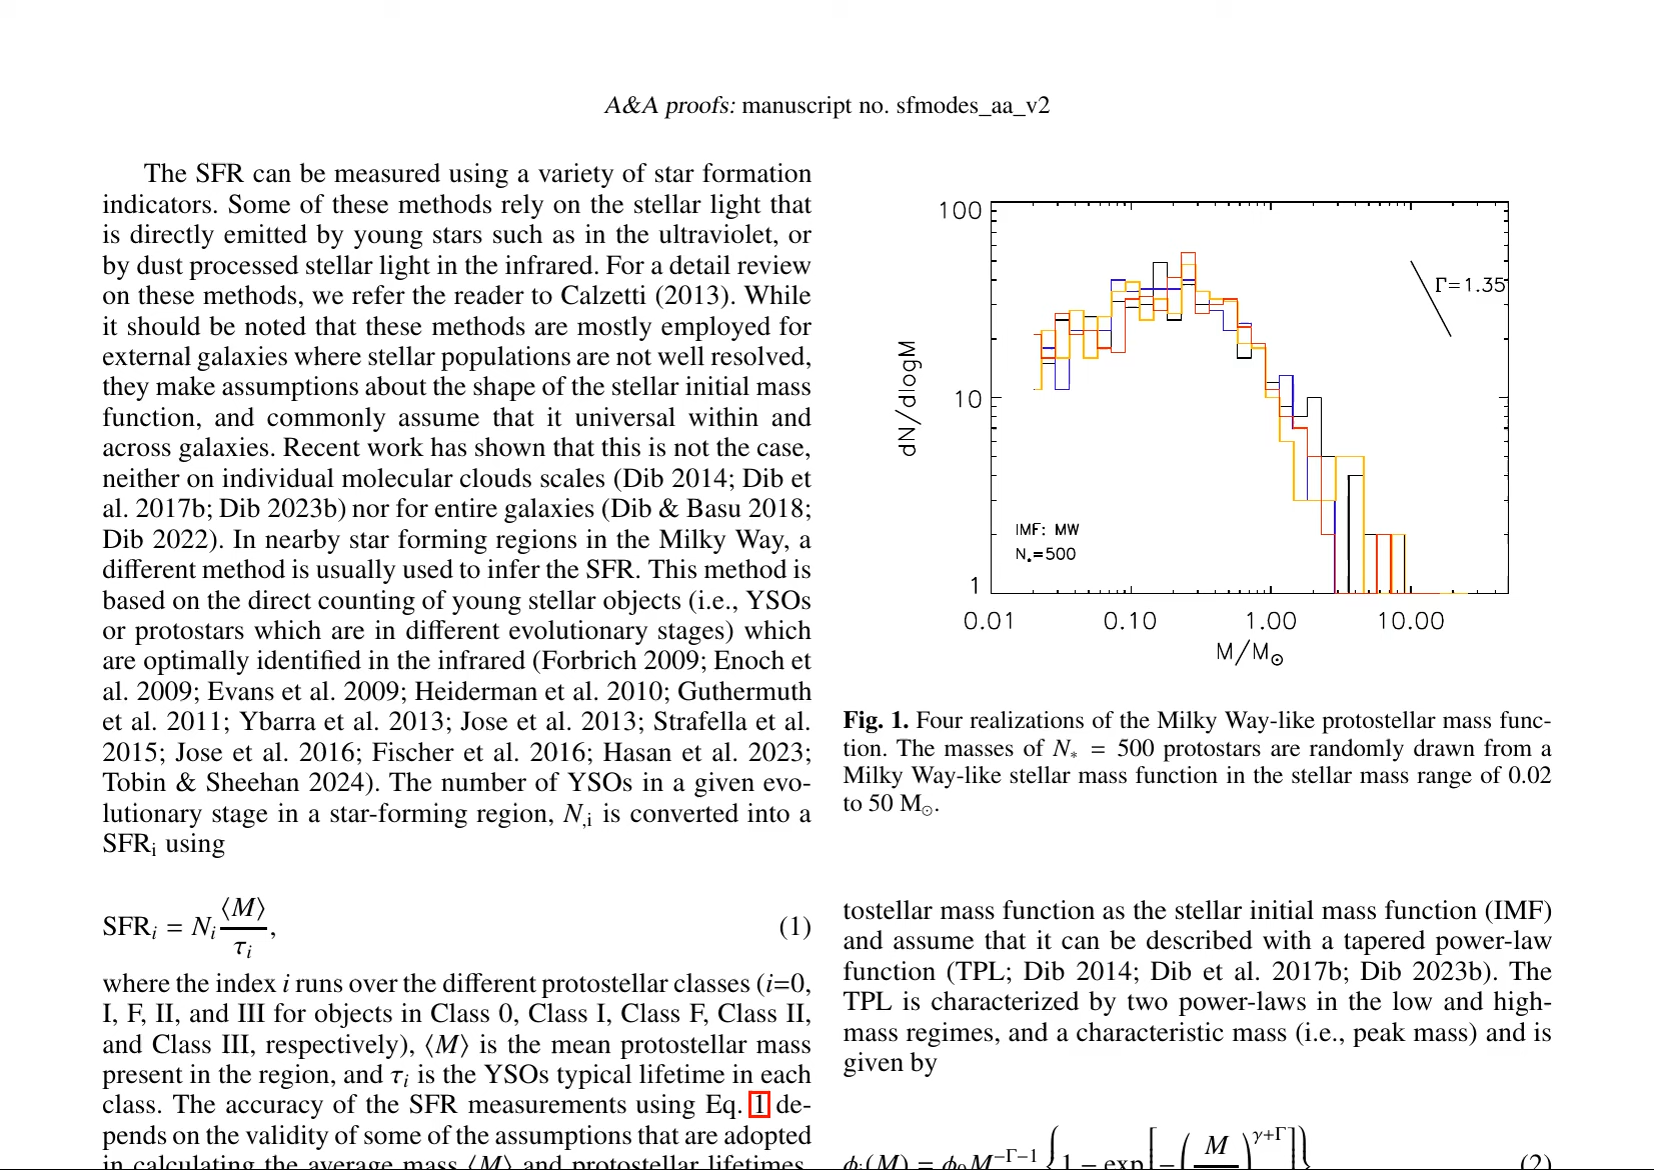 A&A proofs: manuscript no. sfmodes_aa_v2
The SFR can be measured using a variety of star formation
indicators. Some of these methods rely on the stellar light that
is directly emitted by young stars such as in the ultraviolet, or
by dust processed stellar light in the infrared. For a detail review
on these methods, we refer the reader to Calzetti (2013). While
it should be noted that these methods are mostly employed for
external galaxies where stellar populations are not well resolved,
they make assumptions about the shape of the stellar initial mass
function, and commonly assume that it universal within and
across galaxies. Recent work has shown that this is not the case,
neither on individual molecular clouds scales (Dib 2014; Dib et
al. 2017b; Dib 2023b) nor for entire galaxies (Dib & Basu 2018;
Dib 2022). In nearby star forming regions in the Milky Way, a
different method is usually used to infer the SFR. This method is
based on the direct counting of young stellar objects (i.e., YSOs
or protostars which are in different evolutionary stages) which
are optimally identified in the infrared (Forbrich 2009; Enoch et
al. 2009; Evans et al. 2009; Heiderman et al. 2010; Guthermuth
et al. 2011; Ybarra et al. 2013; Jose et al. 2013; Strafella et al.
2015; Jose et al. 2016; Fischer et al. 2016; Hasan et al. 2023;
Tobin & Sheehan 2024). The number of YSOs in a given evo-
lutionary stage in a star-forming region, N,i is converted into a
SFRi using
SFRi = Ni ⟨M⟩/τi, (1)
where the index i runs over the different protostellar classes (i=0,
I, F, II, and III for objects in Class 0, Class I, Class F, Class II,
and Class III, respectively), ⟨M⟩ is the mean protostellar mass
present in the region, and τi is the YSOs typical lifetime in each
class. The accuracy of the SFR measurements using Eq. 1 de-
pends on the validity of some of the assumptions that are adopted
in calculating the average mass ⟨M⟩ and protostellar lifetimes.
100
10
1
dN/dlogM
Γ=1.35
IMF: MW
N*=500
0.01 0.10 1.00 10.00
M/M⊙
Fig. 1. Four realizations of the Milky Way-like protostellar mass func-
tion. The masses of N* = 500 protostars are randomly drawn from a
Milky Way-like stellar mass function in the stellar mass range of 0.02
to 50 M⊙.
tostellar mass function as the stellar initial mass function (IMF)
and assume that it can be described with a tapered power-law
function (TPL; Dib 2014; Dib et al. 2017b; Dib 2023b). The
TPL is characterized by two power-laws in the low and high-
mass regimes, and a characteristic mass (i.e., peak mass) and is
given by
M−Γ−1 {1 − exp[−(M)γ+Γ]} (2)